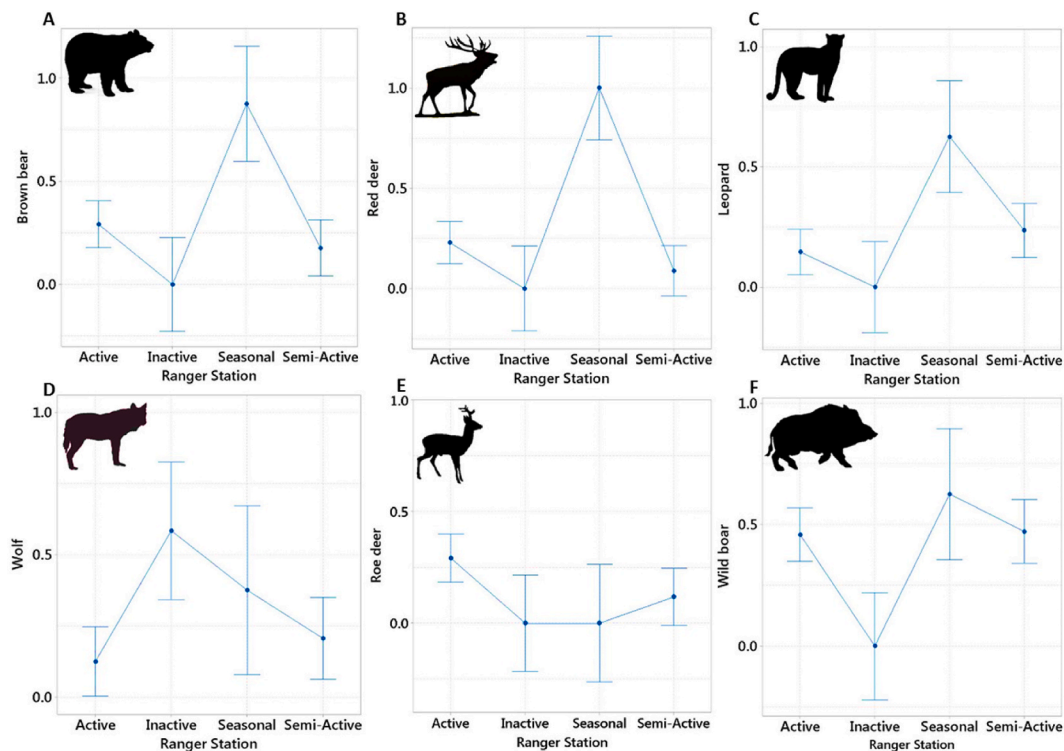 A
1.0
0.5
0.0
Brown bear
Active Inactive Seasonal Semi-Active
Ranger Station
B
1.0
0.5
0.0
Red deer
Active Inactive Seasonal Semi-Active
Ranger Station
C
1.0
0.5
0.0
Leopard
Active Inactive Seasonal Semi-Active
Ranger Station
D
1.0
0.5
0.0
Wolf
Active Inactive Seasonal Semi-Active
Ranger Station
E
1.0
0.5
0.0
Roe deer
Active Inactive Seasonal Semi-Active
Ranger Station
F
1.0
0.5
0.0
Wild boar
Active Inactive Seasonal Semi-Active
Ranger Station